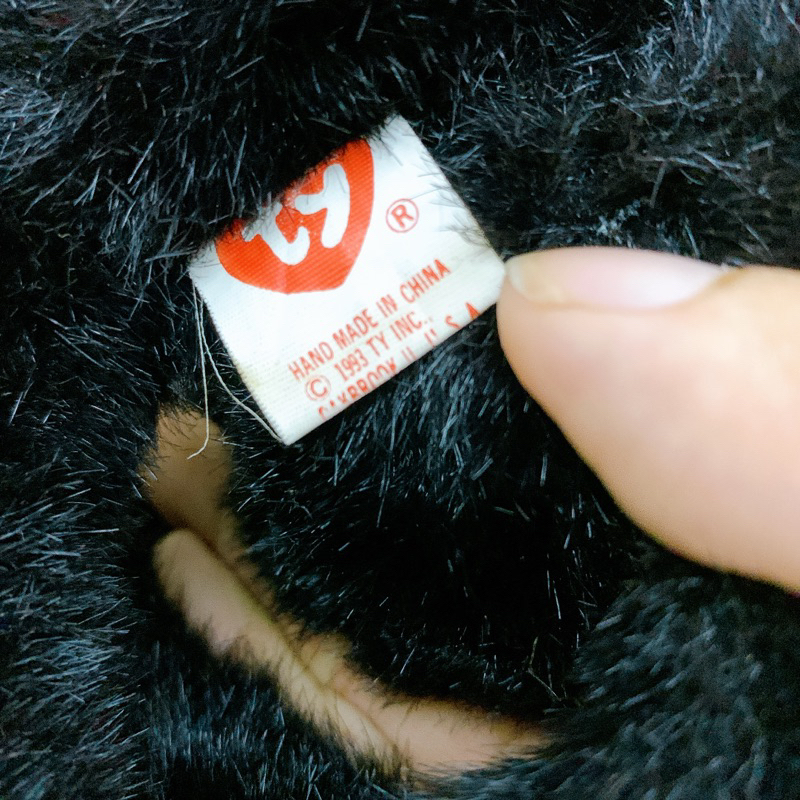 ty ®
HAND MADE IN CHINA
© 1993 TY INC.,
OAKBROOK IL U.S.A